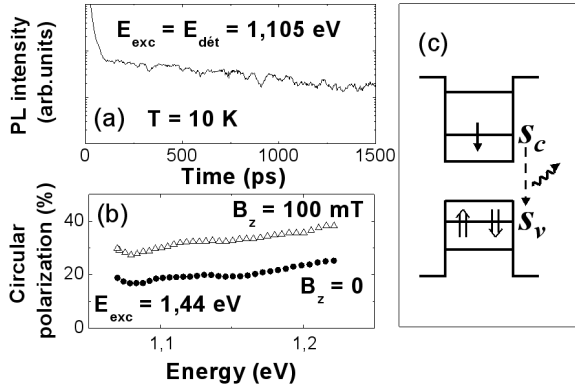 PL intensity
(arb.units)
E_exc = E_dét = 1,105 eV
(a)
T = 10 K
0
500
1000
1500
Time (ps)
Circular
polarization (%)
(b)
B_z = 100 mT
40
20
0
B_z = 0
E_exc = 1,44 eV
1,1
1,2
Energy (eV)
(c)
S_c
S_v